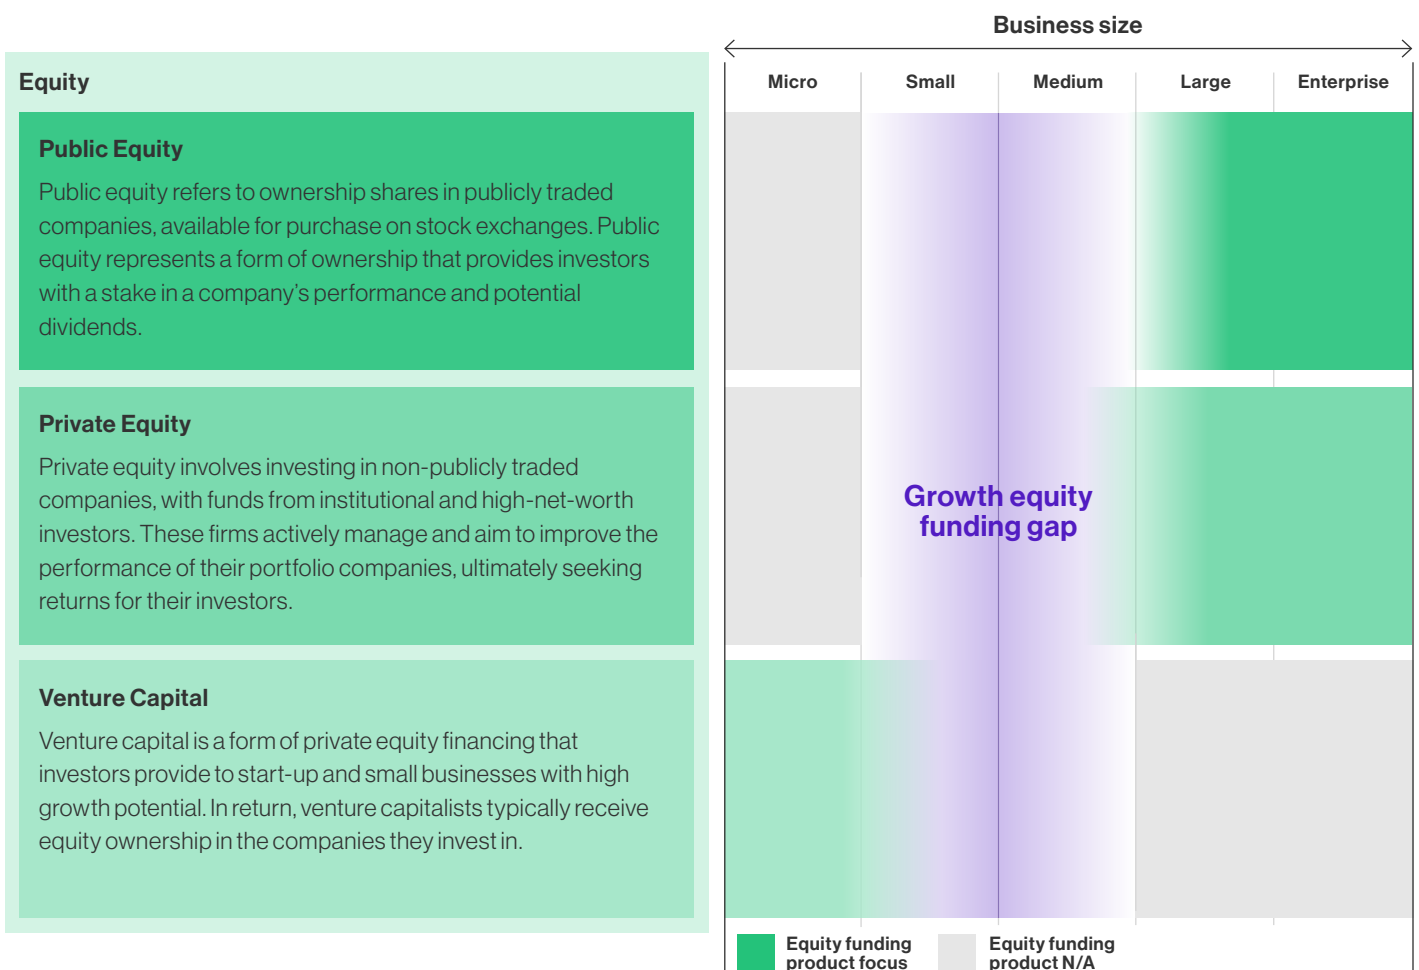 Business size
Equity
Micro
Small
Medium
Large
Enterprise
Public Equity
Public equity refers to ownership shares in publicly traded
companies, available for purchase on stock exchanges. Public
equity represents a form of ownership that provides investors
with a stake in a company’s performance and potential
dividends.
Private Equity
Private equity involves investing in non-publicly traded
companies, with funds from institutional and high-net-worth
investors. These firms actively manage and aim to improve the
performance of their portfolio companies, ultimately seeking
returns for their investors.
Growth equity
funding gap
Venture Capital
Venture capital is a form of private equity financing that
investors provide to start-up and small businesses with high
growth potential. In return, venture capitalists typically receive
equity ownership in the companies they invest in.
Equity funding
product focus
Equity funding
product N/A